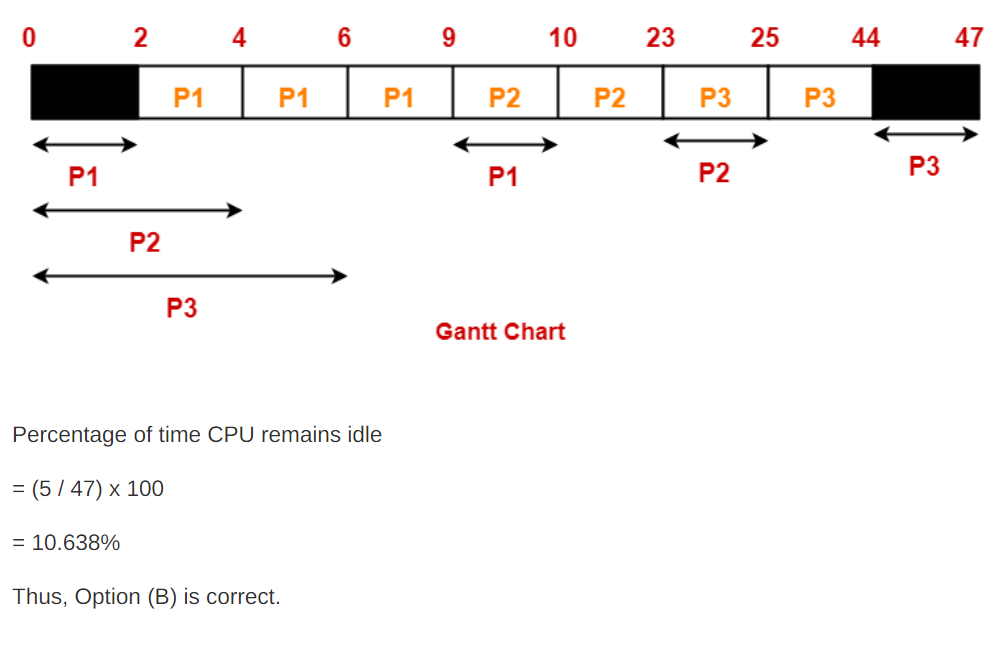 0 2 4 6 9 10 23 25 44 47
P1 P1 P1 P2 P2 P3 P3
P1 P1 P2 P3
P2
P3
Gantt Chart
Percentage of time CPU remains idle
= (5 / 47) x 100
= 10.638%
Thus, Option (B) is correct.